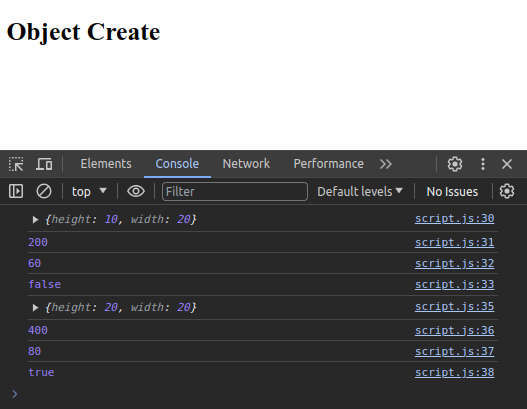 Object Create
Elements Console Network Performance
top Filter Default levels No Issues
{height: 10, width: 20} script.js:30
200 script.js:31
60 script.js:32
false script.js:33
{height: 20, width: 20} script.js:35
400 script.js:36
80 script.js:37
true script.js:38